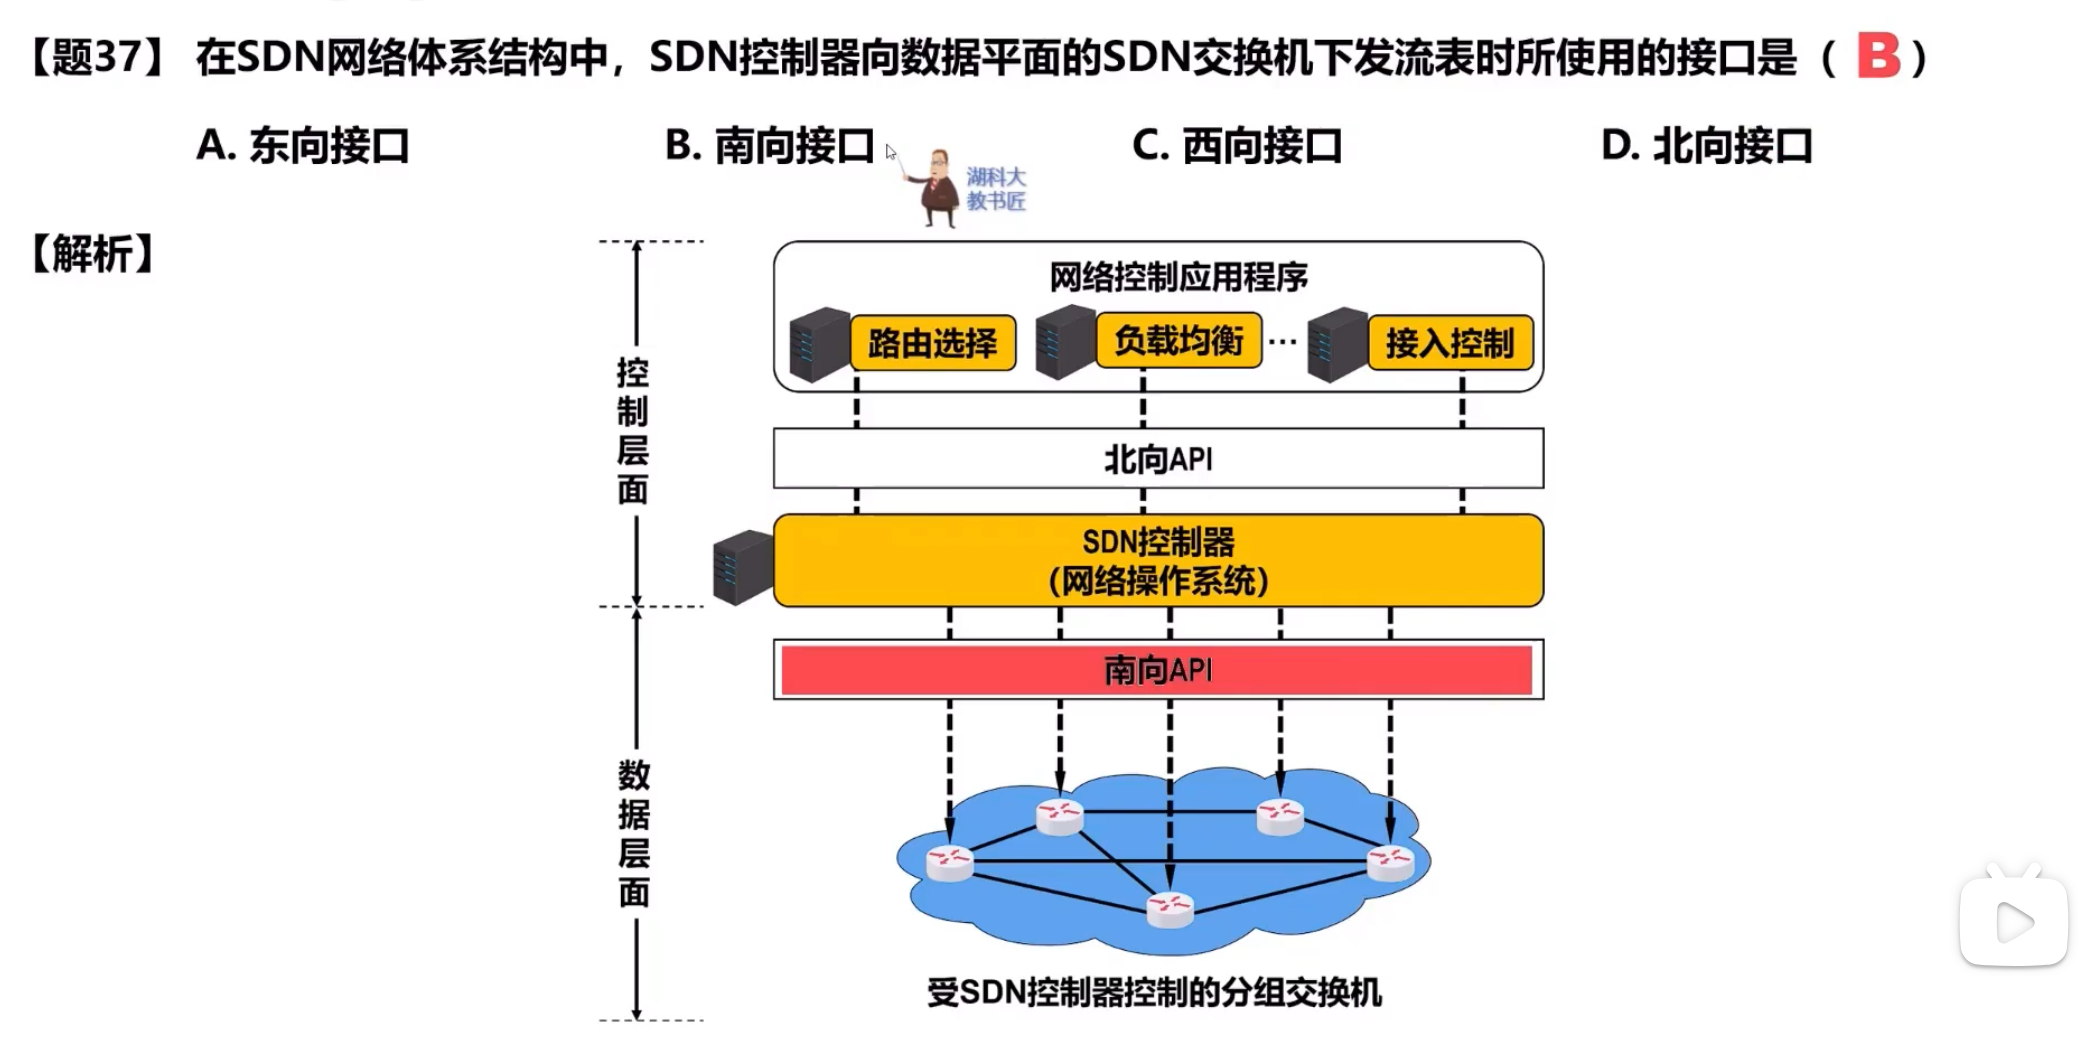 【题37】 在SDN网络体系结构中，SDN控制器向数据平面的SDN交换机下发流表时所使用的接口是（ B ）
A. 东向接口 B. 南向接口 C. 西向接口 D. 北向接口
湖科大
教书匠
【解析】
网络控制应用程序
路由选择 负载均衡 ··· 接入控制
控制层面
北向API
SDN控制器
（网络操作系统）
南向API
数据层面
受SDN控制器控制的分组交换机